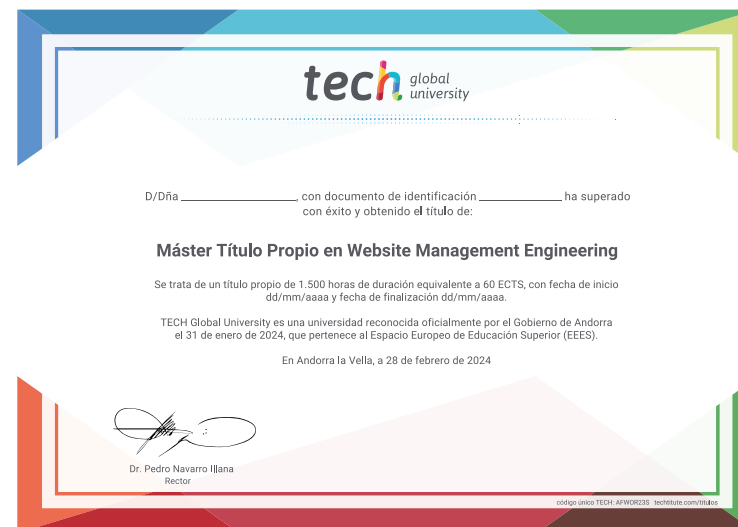 tech global university
D/Dña ________________, con documento de identificación ____________ ha superado
con éxito y obtenido el título de:
Máster Título Propio en Website Management Engineering
Se trata de un título propio de 1.500 horas de duración equivalente a 60 ECTS, con fecha de inicio
dd/mm/aaaa y fecha de finalización dd/mm/aaaa.
TECH Global University es una universidad reconocida oficialmente por el Gobierno de Andorra
el 31 de enero de 2024, que pertenece al Espacio Europeo de Educación Superior (EEES).
En Andorra la Vella, a 28 de febrero de 2024
Dr. Pedro Navarro Illana
Rector
código único TECH: AFWOR23S techtitute.com/titulos